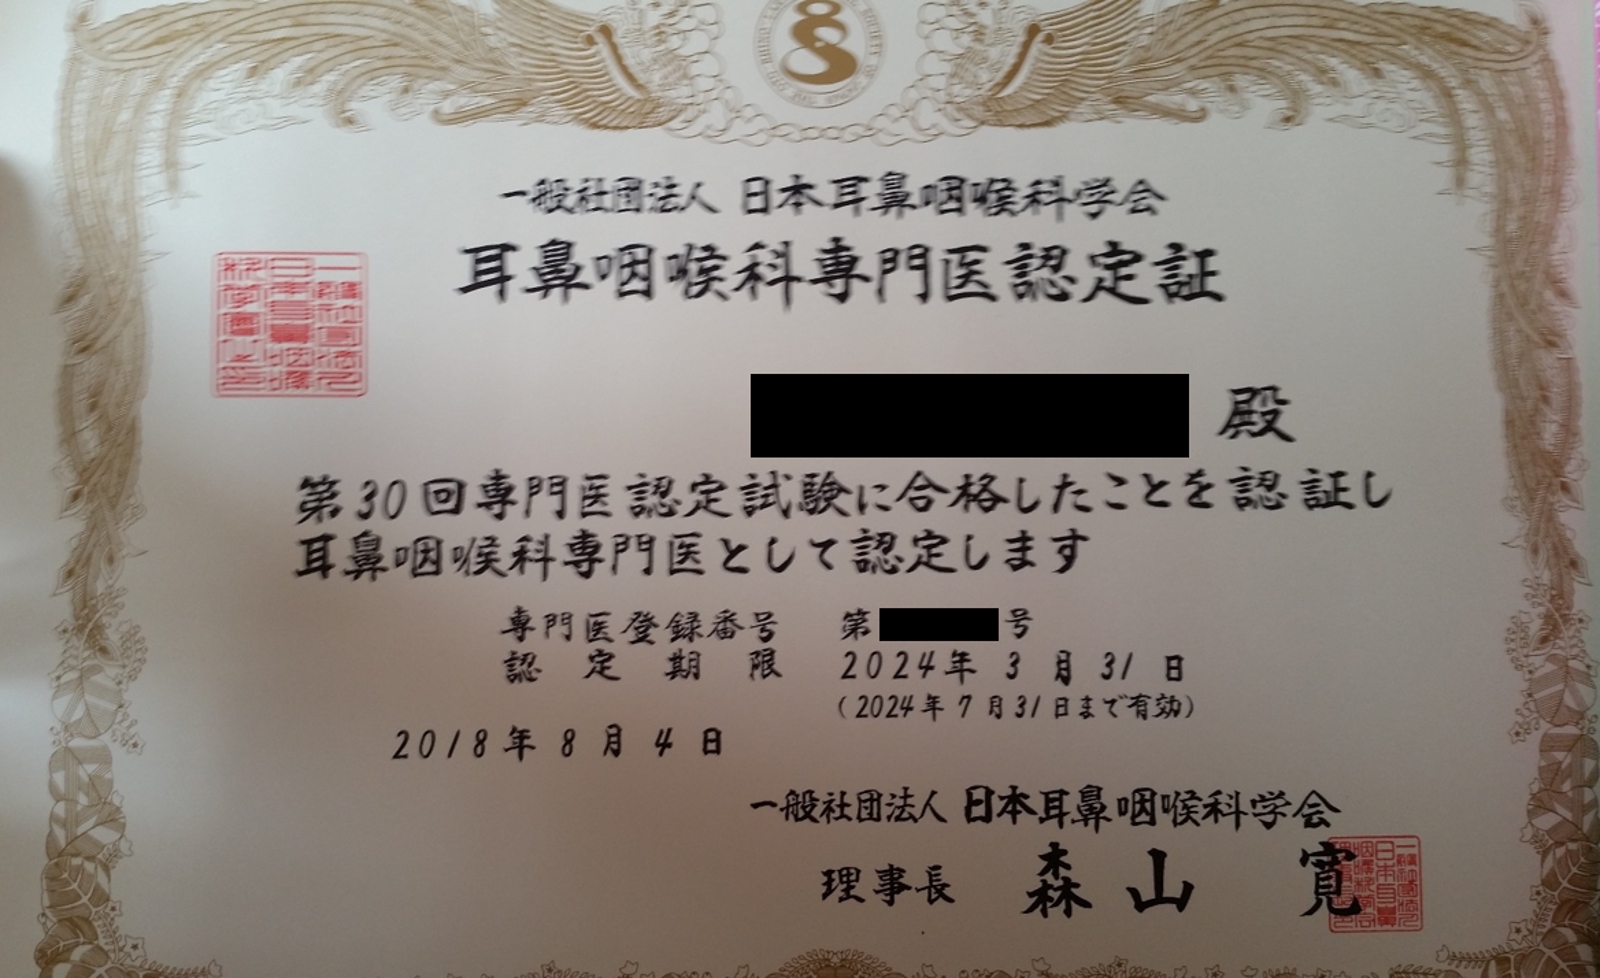 一般社団法人 日本耳鼻咽喉科学会
耳鼻咽喉科専門医認定証
殿
第30回専門医認定試験に合格したことを認証し
耳鼻咽喉科専門医として認定します
専門医登録番号 第 号
認定期限 2024年3月31日
(2024年7月31日まで有効)
2018年8月4日
一般社団法人 日本耳鼻咽喉科学会
理事長 森山 寛